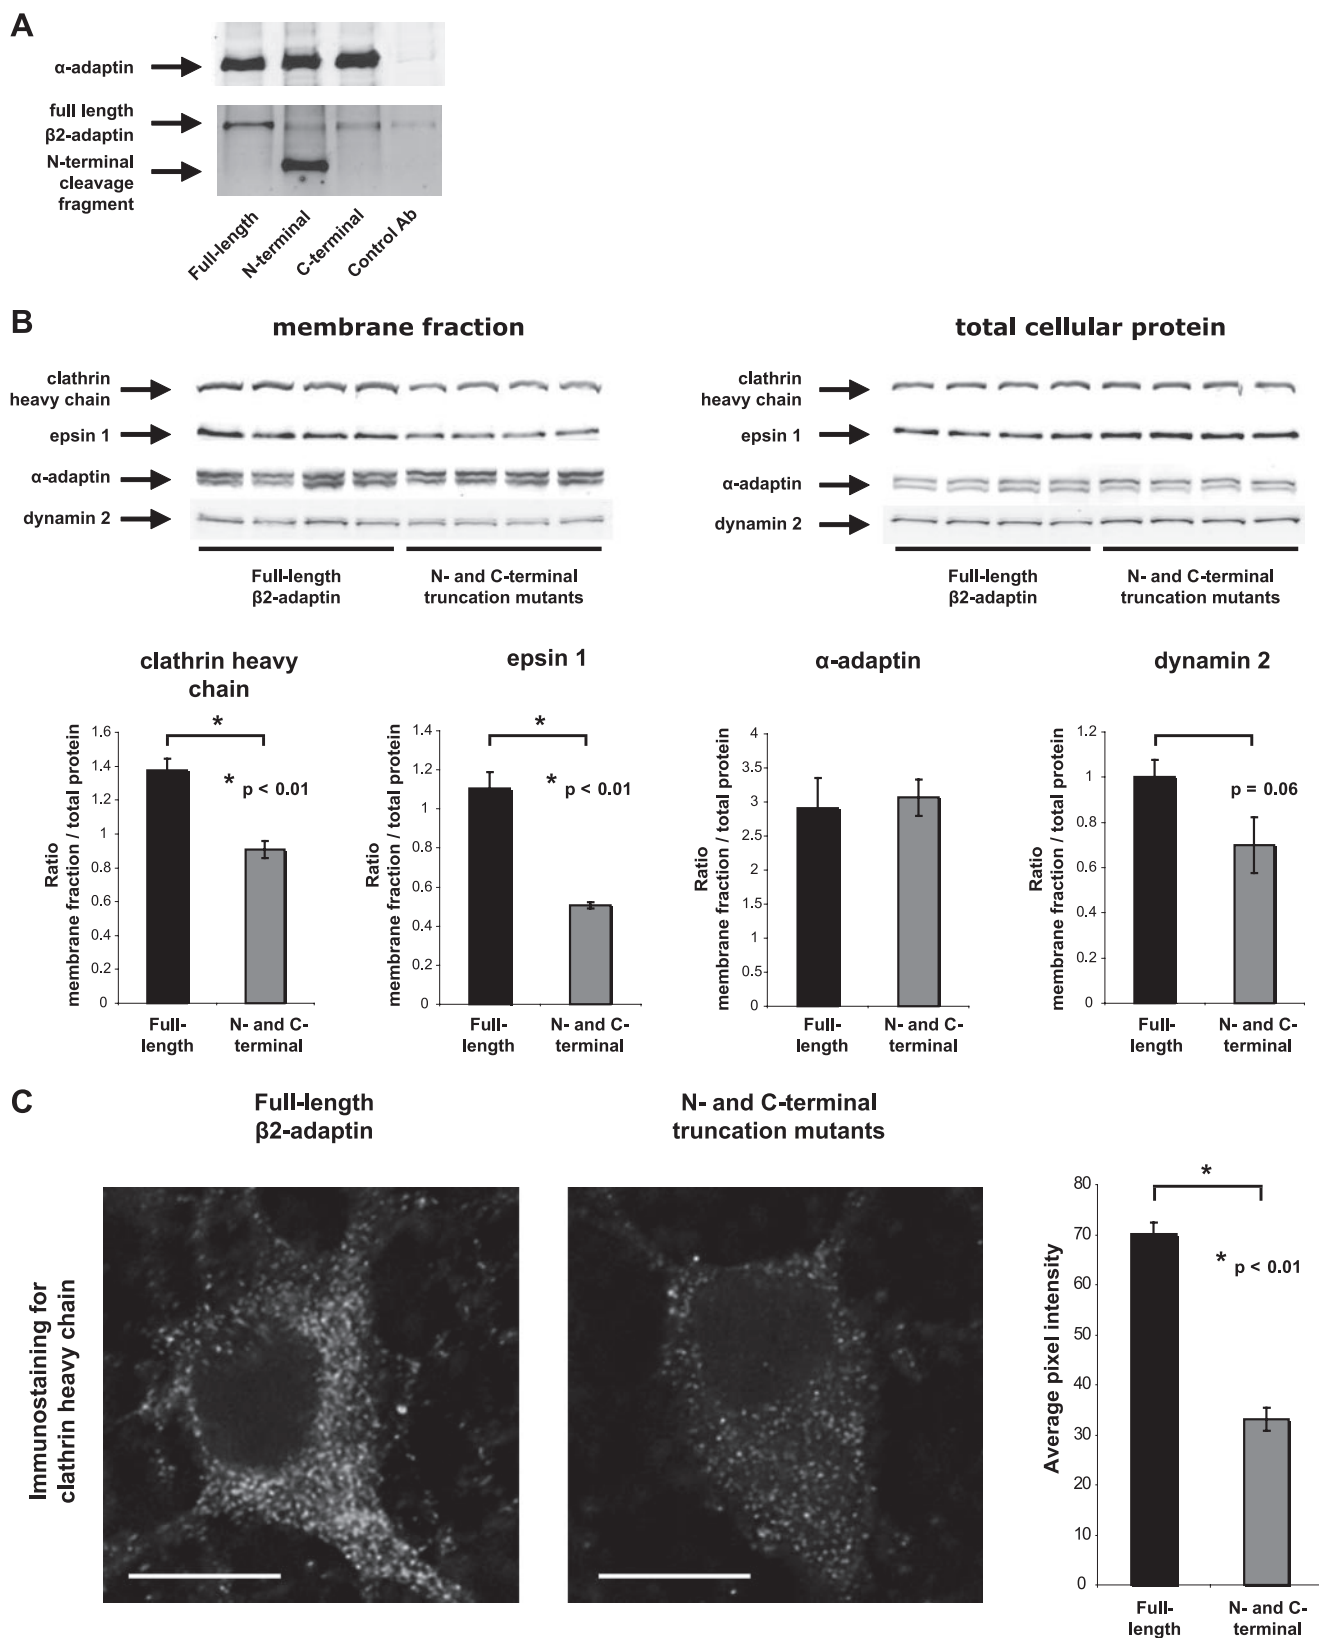 A
α-adaptin
full length
β2-adaptin
N-terminal
cleavage
fragment
Full-length
N-terminal
C-terminal
Control Ab
B
membrane fraction
total cellular protein
clathrin
heavy chain
epsin 1
α-adaptin
dynamin 2
Full-length
β2-adaptin
N- and C-terminal
truncation mutants
clathrin
heavy chain
epsin 1
α-adaptin
dynamin 2
Full-length
β2-adaptin
N- and C-terminal
truncation mutants
clathrin heavy
chain
Ratio
membrane fraction / total protein
1.6
1.4
1.2
1
0.8
0.6
0.4
0.2
0
*
* p < 0.01
Full-
length
N- and C-
terminal
epsin 1
Ratio
membrane fraction / total protein
1.4
1.2
1
0.8
0.6
0.4
0.2
0
*
* p < 0.01
Full-
length
N- and C-
terminal
α-adaptin
Ratio
membrane fraction / total protein
4
3.5
3
2.5
2
1.5
1
0.5
0
Full-
length
N- and C-
terminal
dynamin 2
Ratio
membrane fraction / total protein
1.2
1
0.8
0.6
0.4
0.2
0
p = 0.06
Full-
length
N- and C-
terminal
C
Full-length
β2-adaptin
N- and C-terminal
truncation mutants
Immunostaining for
clathrin heavy chain
Average pixel intensity
80
70
60
50
40
30
20
10
0
*
* p < 0.01
Full-
length
N- and C-
terminal